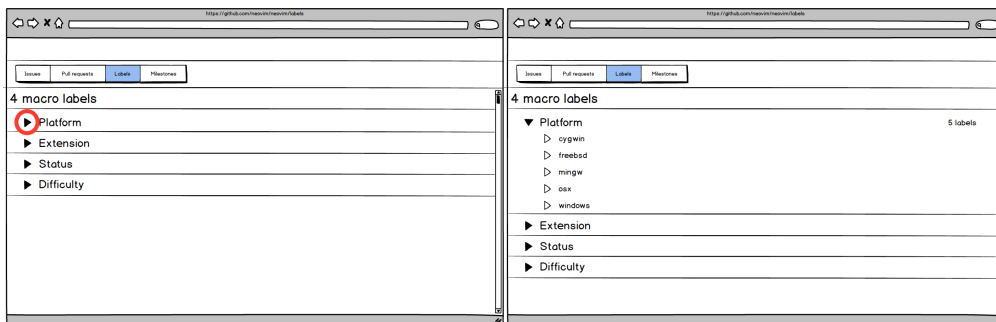 https://github.com/neovim/neovim/labels
Issues Pull requests Labels Milestones
4 macro labels
Platform
Extension
Status
Difficulty
https://github.com/neovim/neovim/labels
Issues Pull requests Labels Milestones
4 macro labels
Platform 5 labels
cygwin
freebsd
mingw
osx
windows
Extension
Status
Difficulty